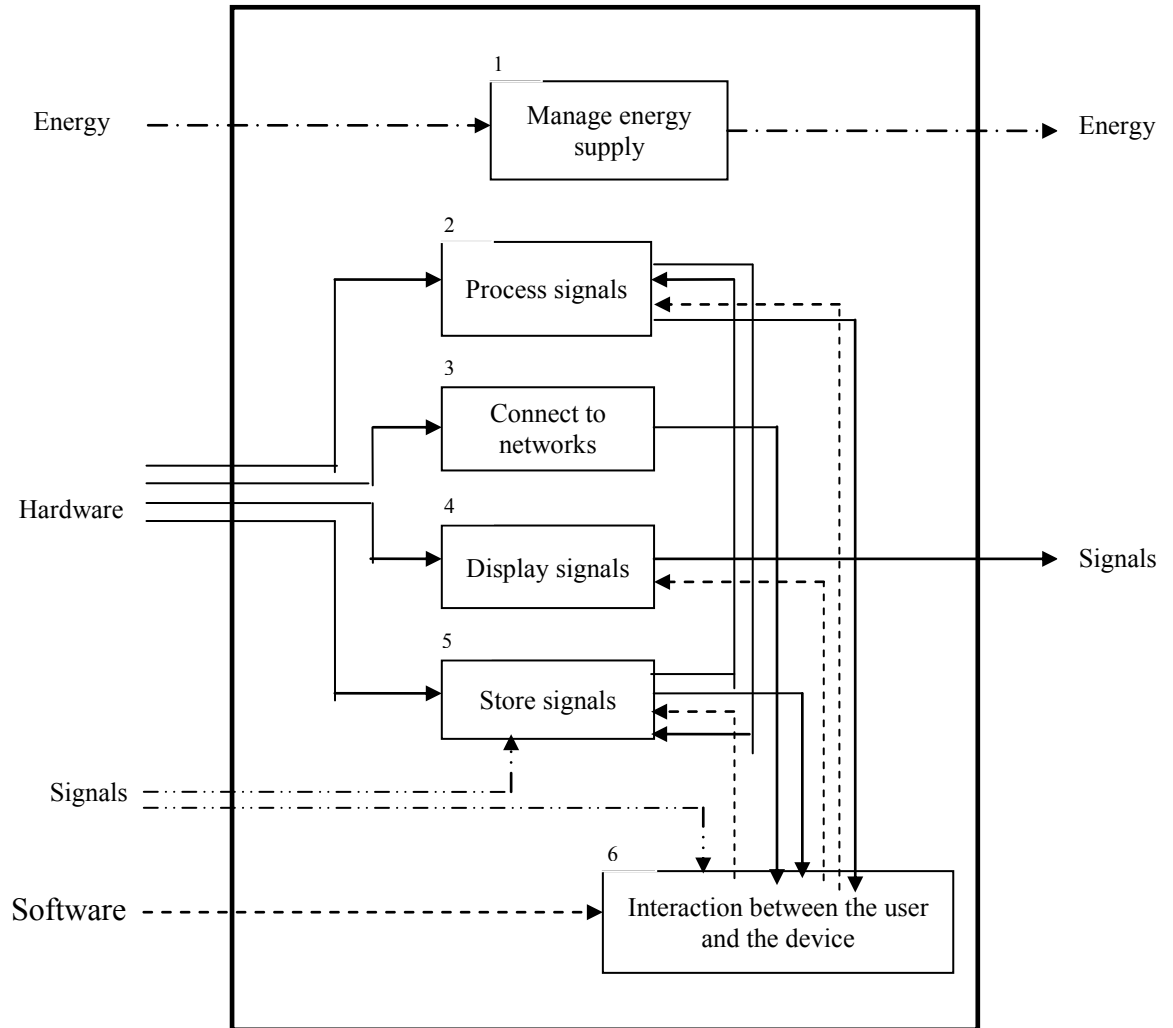 1
Energy
Manage energy
supply
Energy
2
Process signals
3
Connect to
networks
Hardware
4
Display signals
Signals
5
Store signals
Signals
6
Software
Interaction between the user
and the device